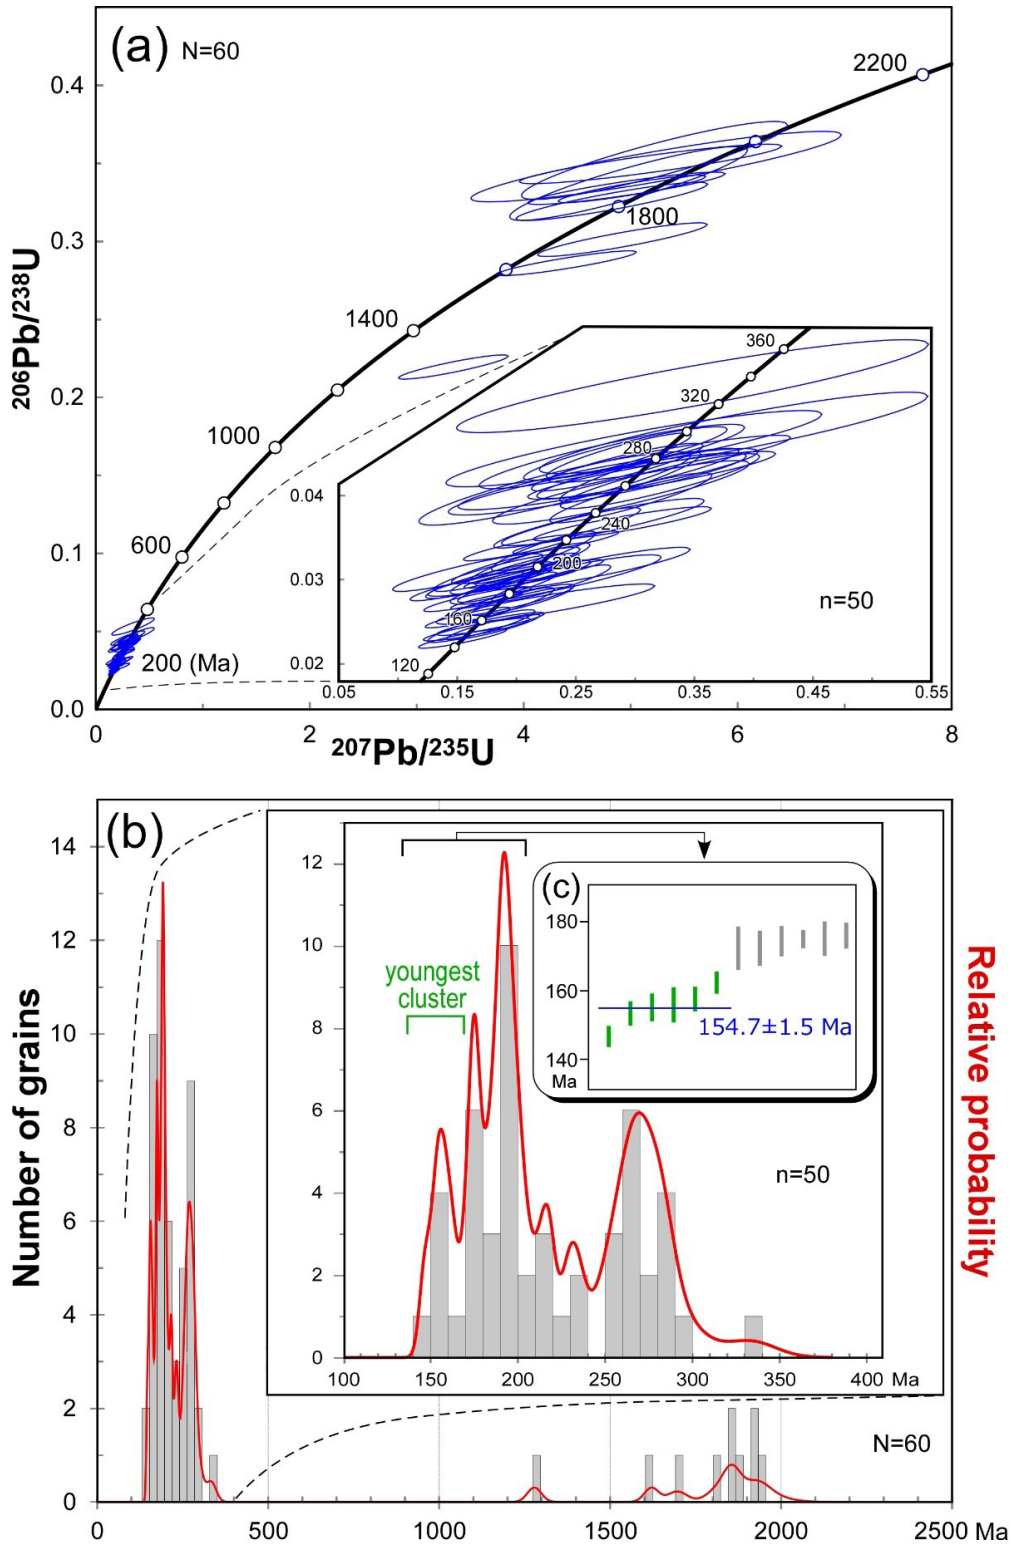 (a) N=60
2200
0.4
1800
0.3
1400
206Pb/238U
360
320
0.2
1000
280
0.04
240
600
200
0.1
0.03
n=50
160
200 (Ma)
120
0.02
0.05 0.15 0.25 0.35 0.45 0.55
0.0
0 2 4 6 8
207Pb/235U
(b)
14
12
(c)
180
12
10
youngest
cluster
160
154.7±1.5 Ma
10
8
140
Ma
Number of grains
Relative probability
8
6
n=50
6
4
4
2
0
100 150 200 250 300 350 400 Ma
2
N=60
0
0 500 1000 1500 2000 2500 Ma